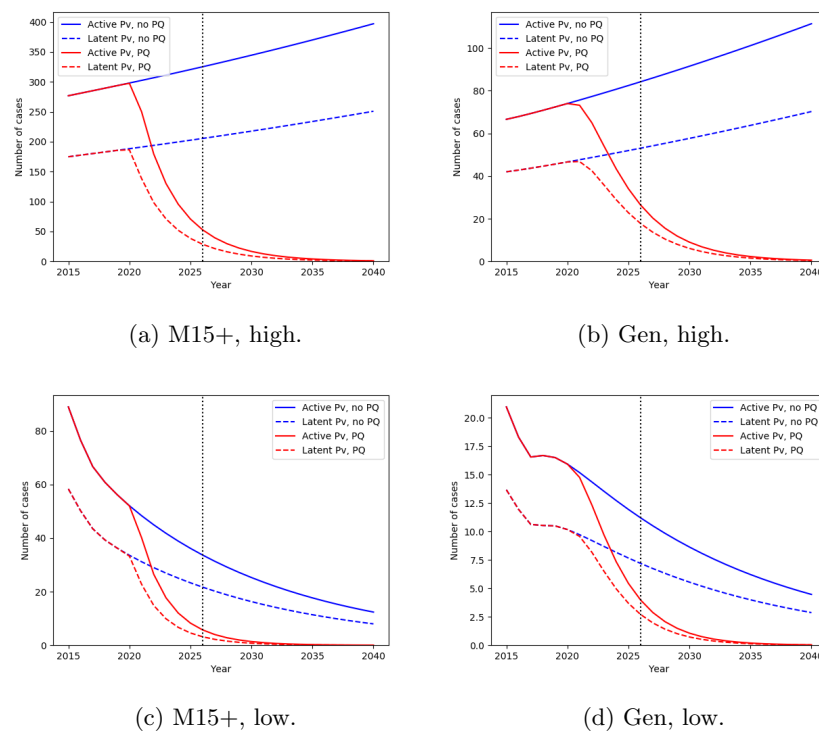 Active Pv, no PQ
Latent Pv, no PQ
Active Pv, PQ
Latent Pv, PQ
Number of cases
400
350
300
250
200
150
100
50
0
2015 2020 2025 2030 2035 2040
Year
(a) M15+, high.
Active Pv, no PQ
Latent Pv, no PQ
Active Pv, PQ
Latent Pv, PQ
Number of cases
100
80
60
40
20
0
2015 2020 2025 2030 2035 2040
Year
(b) Gen, high.
Active Pv, no PQ
Latent Pv, no PQ
Active Pv, PQ
Latent Pv, PQ
Number of cases
80
60
40
20
0
2015 2020 2025 2030 2035 2040
Year
(c) M15+, low.
Active Pv, no PQ
Latent Pv, no PQ
Active Pv, PQ
Latent Pv, PQ
Number of cases
20.0
17.5
15.0
12.5
10.0
7.5
5.0
2.5
0.0
2015 2020 2025 2030 2035 2040
Year
(d) Gen, low.